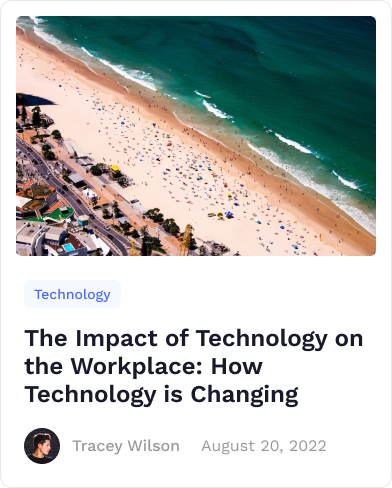 Technology
The Impact of Technology on
the Workplace: How
Technology is Changing
Tracey Wilson August 20, 2022